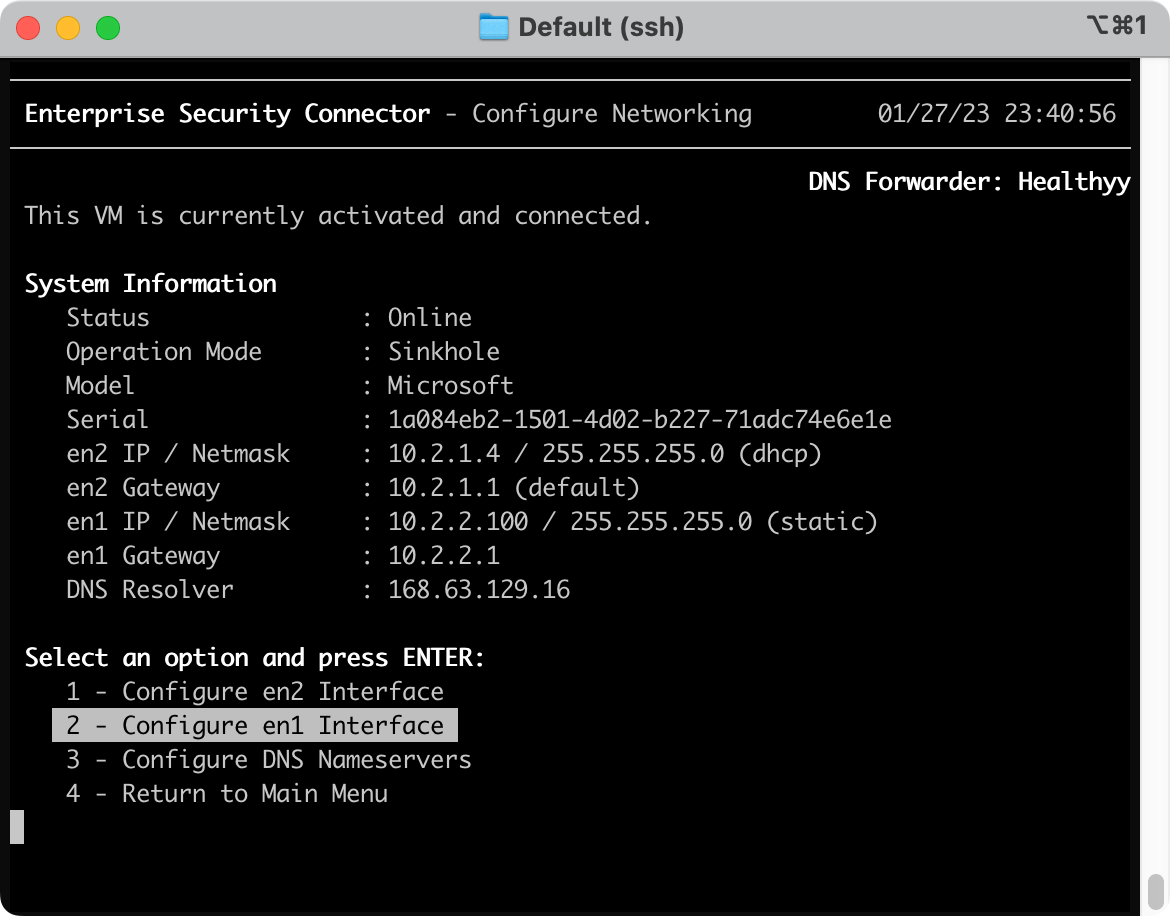 Default (ssh)
⌥⌘1
Enterprise Security Connector - Configure Networking 01/27/23 23:40:56
DNS Forwarder: Healthyy
This VM is currently activated and connected.
System Information
Status : Online
Operation Mode : Sinkhole
Model : Microsoft
Serial : 1a084eb2-1501-4d02-b227-71adc74e6e1e
en2 IP / Netmask : 10.2.1.4 / 255.255.255.0 (dhcp)
en2 Gateway : 10.2.1.1 (default)
en1 IP / Netmask : 10.2.2.100 / 255.255.255.0 (static)
en1 Gateway : 10.2.2.1
DNS Resolver : 168.63.129.16
Select an option and press ENTER:
1 - Configure en2 Interface
2 - Configure en1 Interface
3 - Configure DNS Nameservers
4 - Return to Main Menu